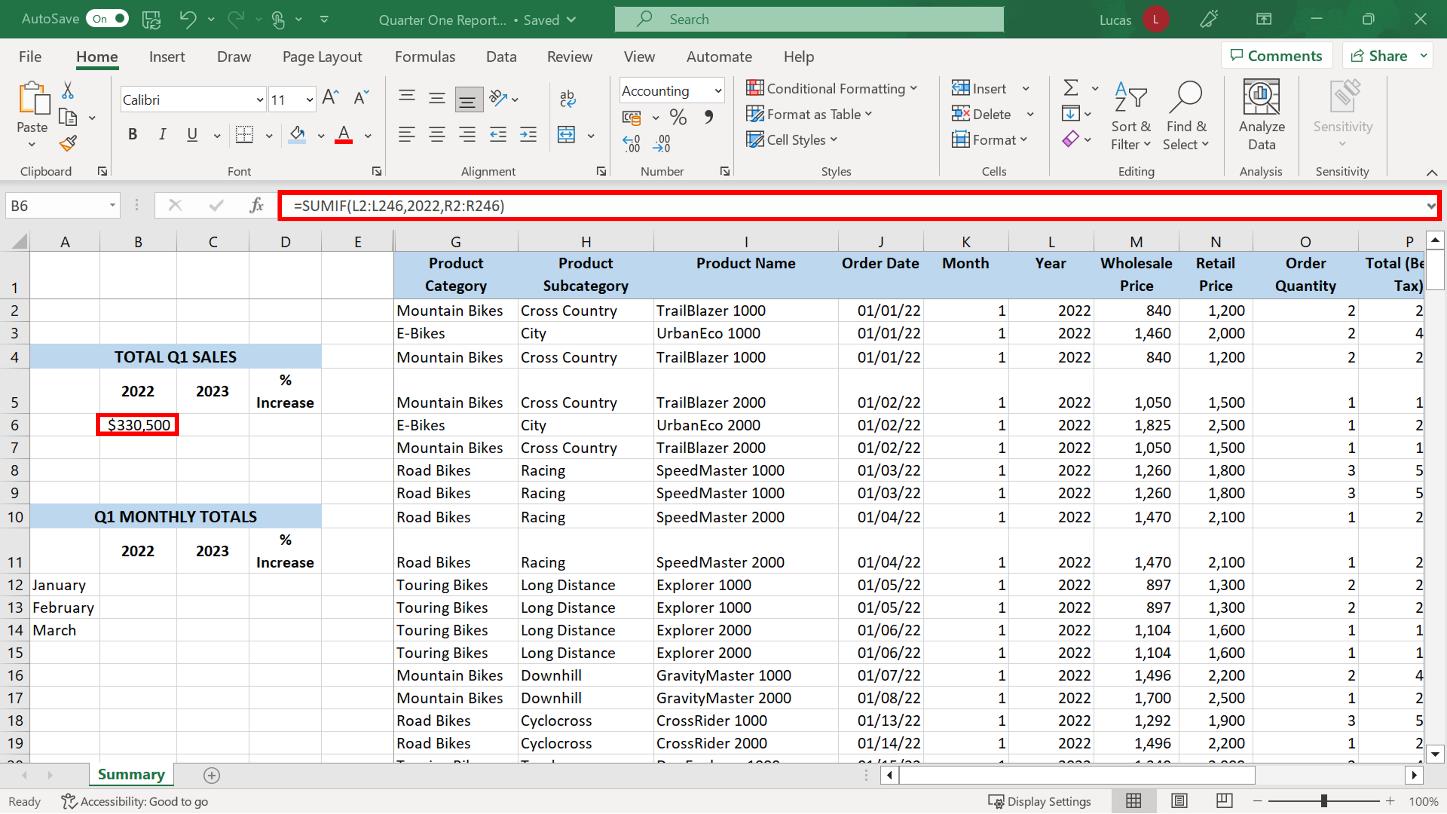 AutoSave On Quarter One Report... • Saved Search Lucas L
File Home Insert Draw Page Layout Formulas Data Review View Automate Help Comments Share
Paste Calibri 11 A A ab Accounting Conditional Formatting Insert Sort & Filter Find & Select Analyze Data Sensitivity
B I U A % Format as Table Delete
.00 .00 Cell Styles Format
Clipboard Font Alignment Number Styles Cells Editing Analysis Sensitivity
B6 fx =SUMIF(L2:L246,2022,R2:R246)
A B C D E G H I J K L M N O P
1 Product Category Product Subcategory Product Name Order Date Month Year Wholesale Price Retail Price Order Quantity Total (Be Tax)
2 Mountain Bikes Cross Country TrailBlazer 1000 01/01/22 1 2022 840 1,200 2 2
3 E-Bikes City UrbanEco 1000 01/01/22 1 2022 1,460 2,000 2 4
4 TOTAL Q1 SALES Mountain Bikes Cross Country TrailBlazer 1000 01/01/22 1 2022 840 1,200 2 2
5 2022 2023 % Increase Mountain Bikes Cross Country TrailBlazer 2000 01/02/22 1 2022 1,050 1,500 1 1
6 $330,500 E-Bikes City UrbanEco 2000 01/02/22 1 2022 1,825 2,500 1 2
7 Mountain Bikes Cross Country TrailBlazer 2000 01/02/22 1 2022 1,050 1,500 1 1
8 Road Bikes Racing SpeedMaster 1000 01/03/22 1 2022 1,260 1,800 3 5
9 Road Bikes Racing SpeedMaster 1000 01/03/22 1 2022 1,260 1,800 3 5
10 Q1 MONTHLY TOTALS Road Bikes Racing SpeedMaster 2000 01/04/22 1 2022 1,470 2,100 1 2
11 2022 2023 % Increase Road Bikes Racing SpeedMaster 2000 01/04/22 1 2022 1,470 2,100 1 2
12 January Touring Bikes Long Distance Explorer 1000 01/05/22 1 2022 897 1,300 2 2
13 February Touring Bikes Long Distance Explorer 1000 01/05/22 1 2022 897 1,300 2 2
14 March Touring Bikes Long Distance Explorer 2000 01/06/22 1 2022 1,104 1,600 1 1
15 Touring Bikes Long Distance Explorer 2000 01/06/22 1 2022 1,104 1,600 1 1
16 Mountain Bikes Downhill GravityMaster 1000 01/07/22 1 2022 1,496 2,200 2 4
17 Mountain Bikes Downhill GravityMaster 2000 01/08/22 1 2022 1,700 2,500 1 2
18 Road Bikes Cyclocross CrossRider 1000 01/13/22 1 2022 1,292 1,900 3 5
19 Road Bikes Cyclocross CrossRider 2000 01/14/22 1 2022 1,496 2,200 1 2
Summary
Ready Accessibility: Good to go Display Settings 100%